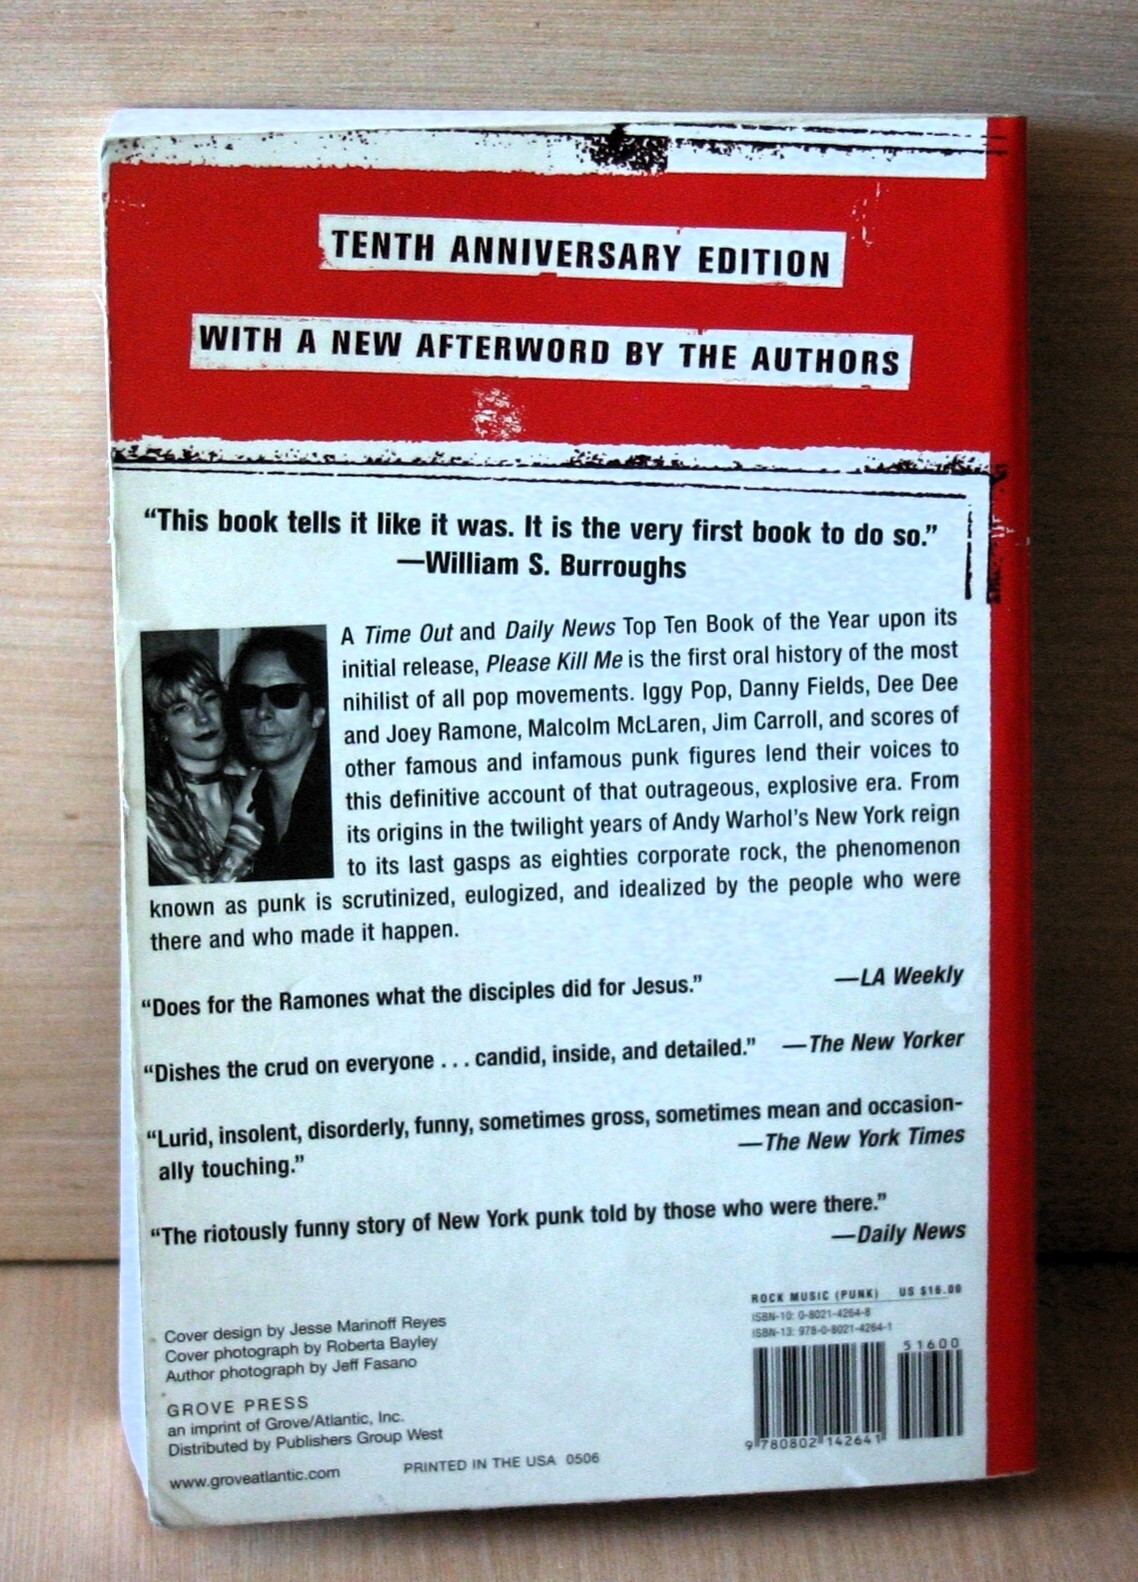 TENTH ANNIVERSARY EDITION
WITH A NEW AFTERWORD BY THE AUTHORS
“This book tells it like it was. It is the very first book to do so.”
—William S. Burroughs
A Time Out and Daily News Top Ten Book of the Year upon its
initial release, Please Kill Me is the first oral history of the most
nihilist of all pop movements. Iggy Pop, Danny Fields, Dee Dee
and Joey Ramone, Malcolm McLaren, Jim Carroll, and scores of
other famous and infamous punk figures lend their voices to
this definitive account of that outrageous, explosive era. From
its origins in the twilight years of Andy Warhol’s New York reign
to its last gasps as eighties corporate rock, the phenomenon
known as punk is scrutinized, eulogized, and idealized by the people who were
there and who made it happen.
“Does for the Ramones what the disciples did for Jesus.” —LA Weekly
“Dishes the crud on everyone . . . candid, inside, and detailed.” —The New Yorker
“Lurid, insolent, disorderly, funny, sometimes gross, sometimes mean and occasion-
ally touching.” —The New York Times
“The riotously funny story of New York punk told by those who were there.”
—Daily News
Cover design by Jesse Marinoff Reyes
Cover photograph by Roberta Bayley
Author photograph by Jeff Fasano
GROVE PRESS
an imprint of Grove/Atlantic, Inc.
Distributed by Publishers Group West
www.groveatlantic.com PRINTED IN THE USA 0506
ROCK MUSIC (PUNK) US $16.00
ISBN-10: 0-8021-4264-8
ISBN-13: 978-0-8021-4264-1
51600
9 780802 142641